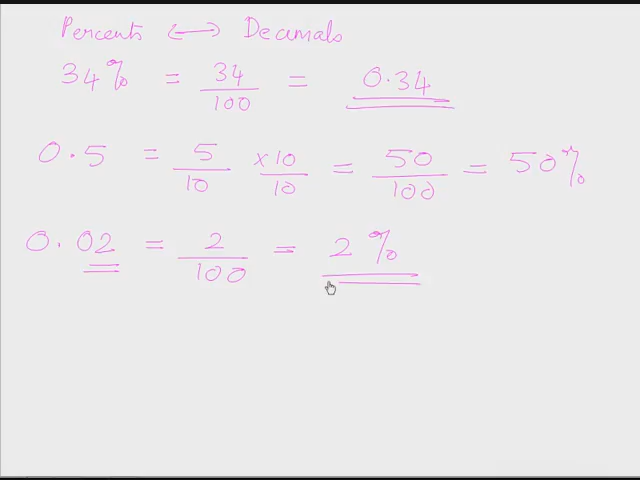 Percents ⟷ Decimals
34% = 34/100 = 0.34
0.5 = 5/10 × 10/10 = 50/100 = 50%
0.02 = 2/100 = 2%